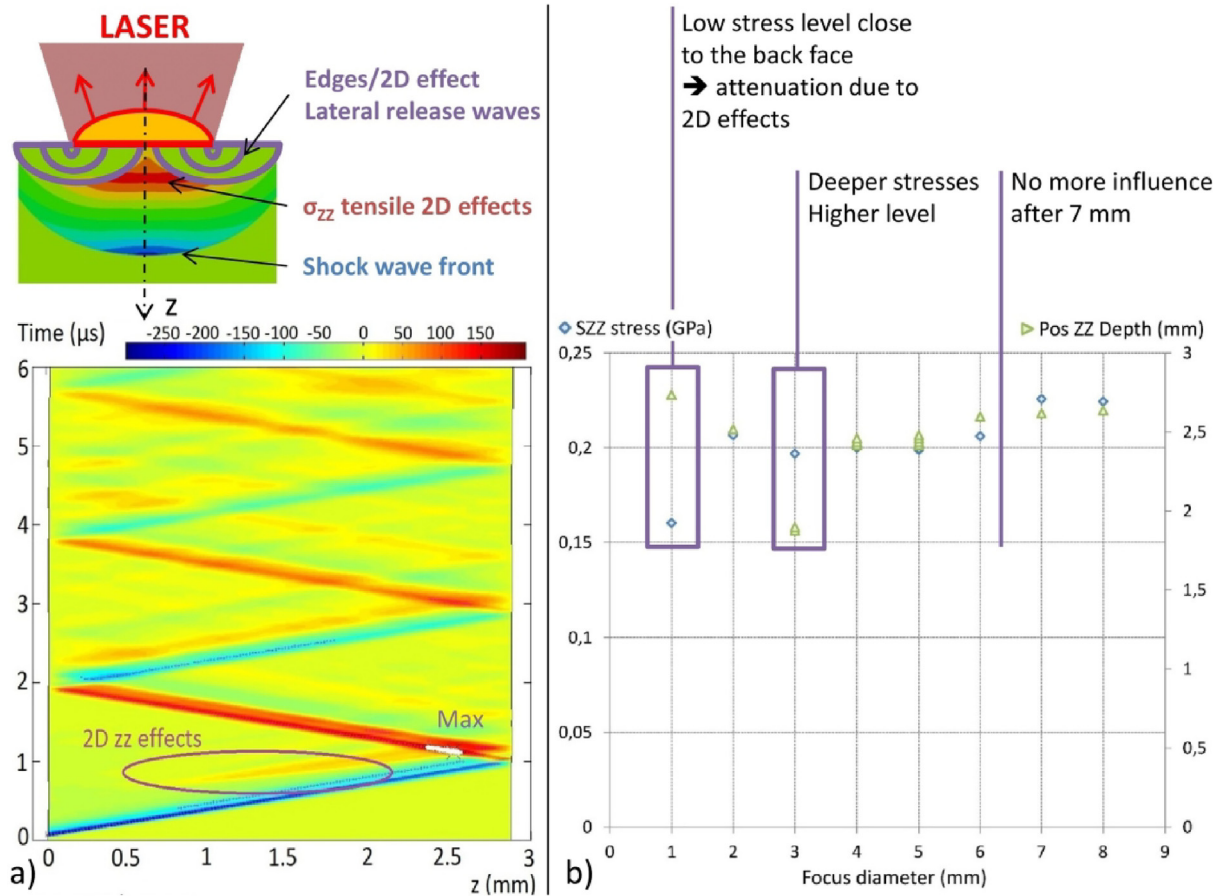 LASER
Edges/2D effect
Lateral release waves
σZZ tensile 2D effects
Shock wave front
z
Time (µs)
-250 -200 -150 -100 -50 0 50 100 150
6
5
4
3
2
1
0
2D zz effects
Max
0 0.5 1 1.5 2 2.5 3
z (mm)
a)
Low stress level close
to the back face
➔ attenuation due to
2D effects
Deeper stresses
Higher level
No more influence
after 7 mm
SZZ stress (GPa)
Pos ZZ Depth (mm)
0,25
0,2
0,15
0,1
0,05
0
3
2,5
2
1,5
1
0,5
0
0 1 2 3 4 5 6 7 8 9
Focus diameter (mm)
b)